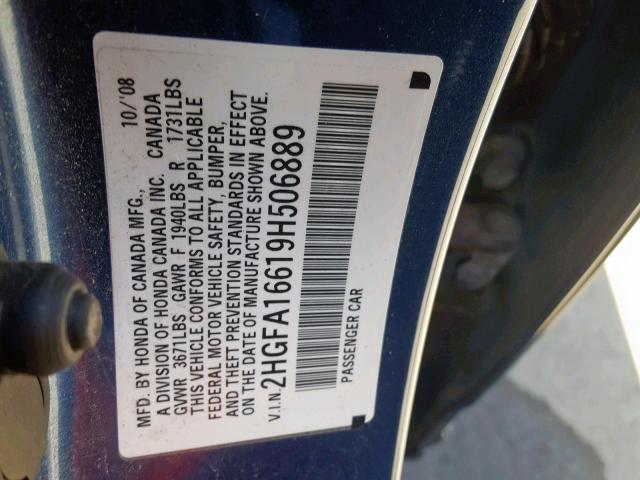 MFD. BY HONDA OF CANADA MFG., 10/'08
A DIVISION OF HONDA CANADA INC. CANADA
GVWR 3671LBS GAWR F 1940LBS R 1731LBS
THIS VEHICLE CONFORMS TO ALL APPLICABLE
FEDERAL MOTOR VEHICLE SAFETY, BUMPER,
AND THEFT PREVENTION STANDARDS IN EFFECT
ON THE DATE OF MANUFACTURE SHOWN ABOVE.
V.I.N. 2HGFA16619H506889
PASSENGER CAR